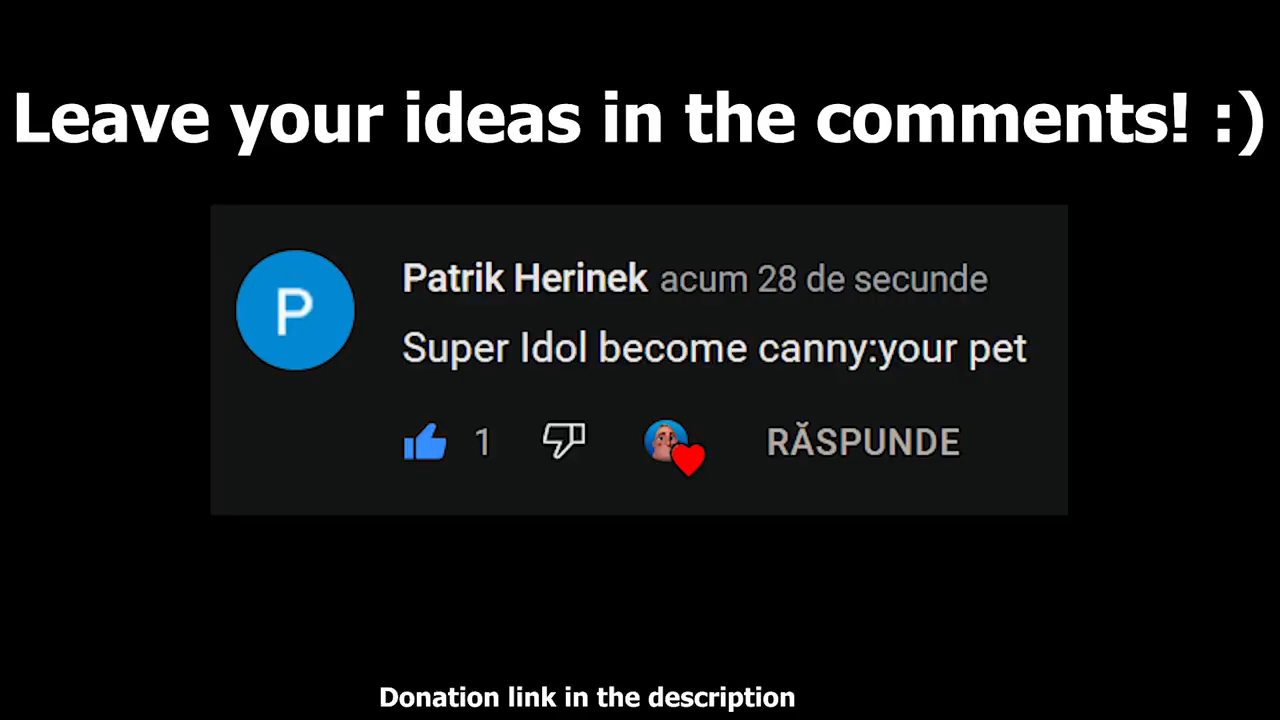 Leave your ideas in the comments! :)
P
Patrik Herinek acum 28 de secunde
Super Idol become canny:your pet
1
RĂSPUNDE
Donation link in the description